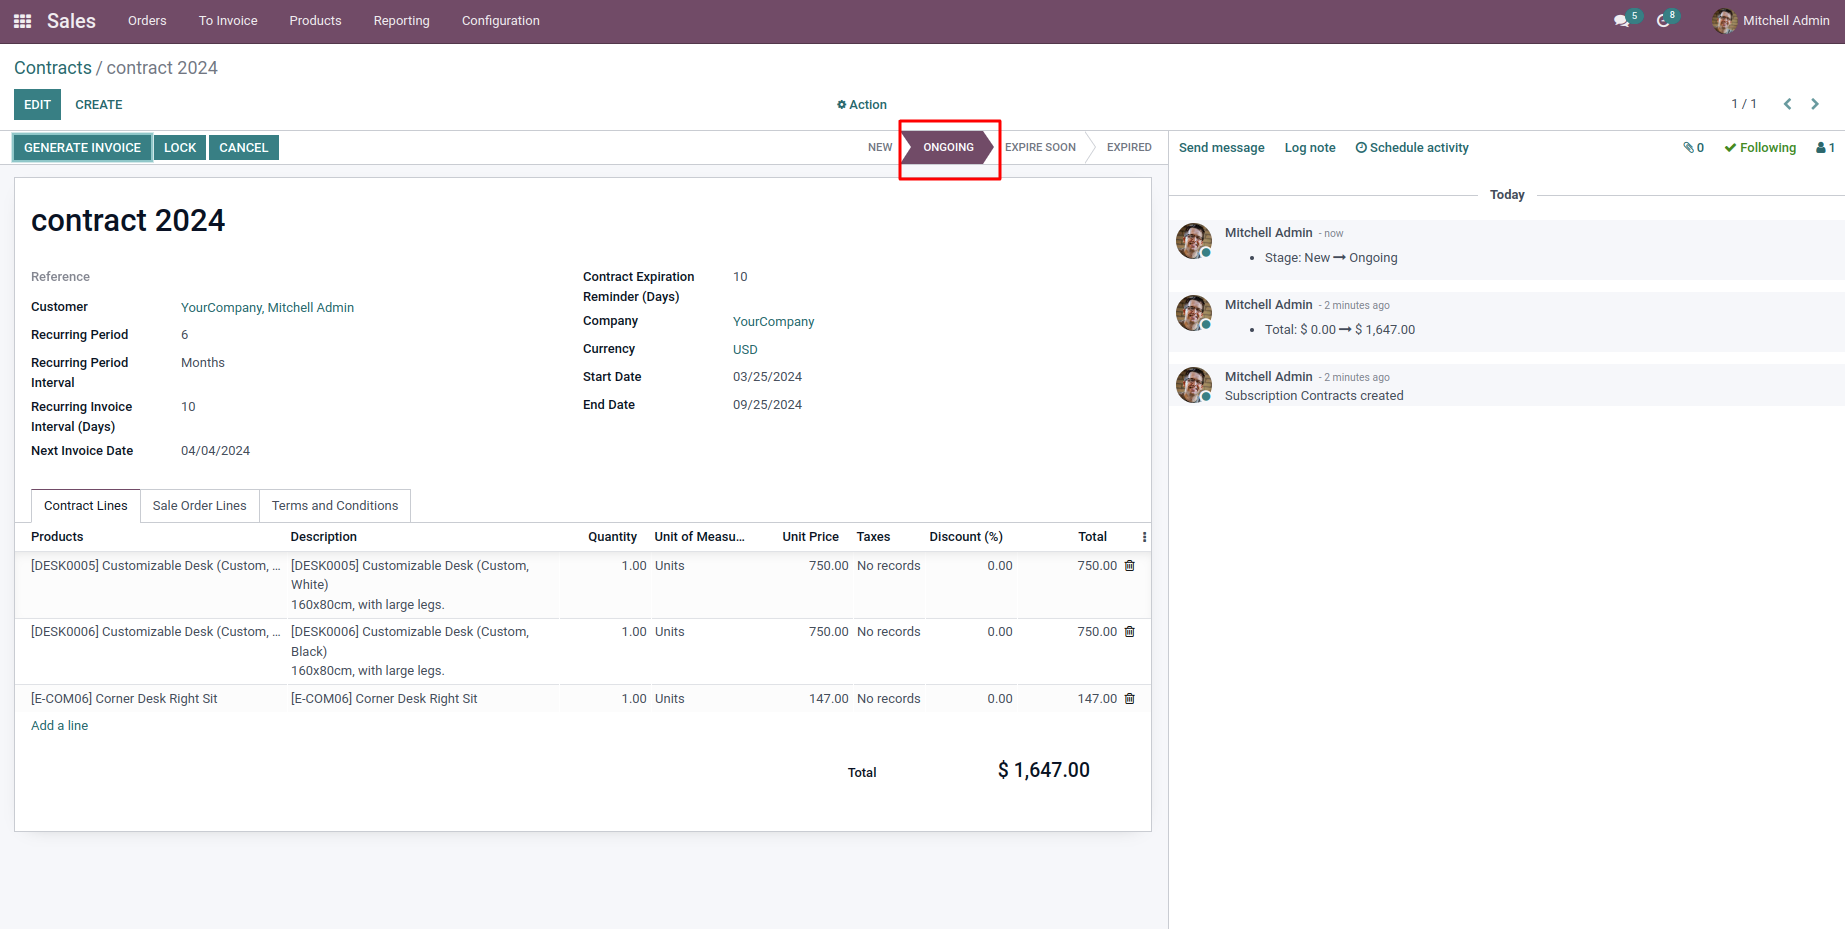 Sales Orders To Invoice Products Reporting Configuration 5 8 Mitchell Admin
Contracts / contract 2024
EDIT CREATE Action 1 / 1
GENERATE INVOICE LOCK CANCEL NEW ONGOING EXPIRE SOON EXPIRED
Send message Log note Schedule activity 0 Following 1
contract 2024
Reference
Customer YourCompany, Mitchell Admin
Recurring Period 6
Recurring Period Months
Interval
Recurring Invoice 10
Interval (Days)
Next Invoice Date 04/04/2024
Contract Expiration 10
Reminder (Days)
Company YourCompany
Currency USD
Start Date 03/25/2024
End Date 09/25/2024
Contract Lines Sale Order Lines Terms and Conditions
Products Description Quantity Unit of Measu... Unit Price Taxes Discount (%) Total
[DESK0005] Customizable Desk (Custom, ... [DESK0005] Customizable Desk (Custom, 1.00 Units 750.00 No records 0.00 750.00
White)
160x80cm, with large legs.
[DESK0006] Customizable Desk (Custom, ... [DESK0006] Customizable Desk (Custom, 1.00 Units 750.00 No records 0.00 750.00
Black)
160x80cm, with large legs.
[E-COM06] Corner Desk Right Sit [E-COM06] Corner Desk Right Sit 1.00 Units 147.00 No records 0.00 147.00
Add a line
Total $ 1,647.00
Today
Mitchell Admin - now
• Stage: New → Ongoing
Mitchell Admin - 2 minutes ago
• Total: $ 0.00 → $ 1,647.00
Mitchell Admin - 2 minutes ago
Subscription Contracts created